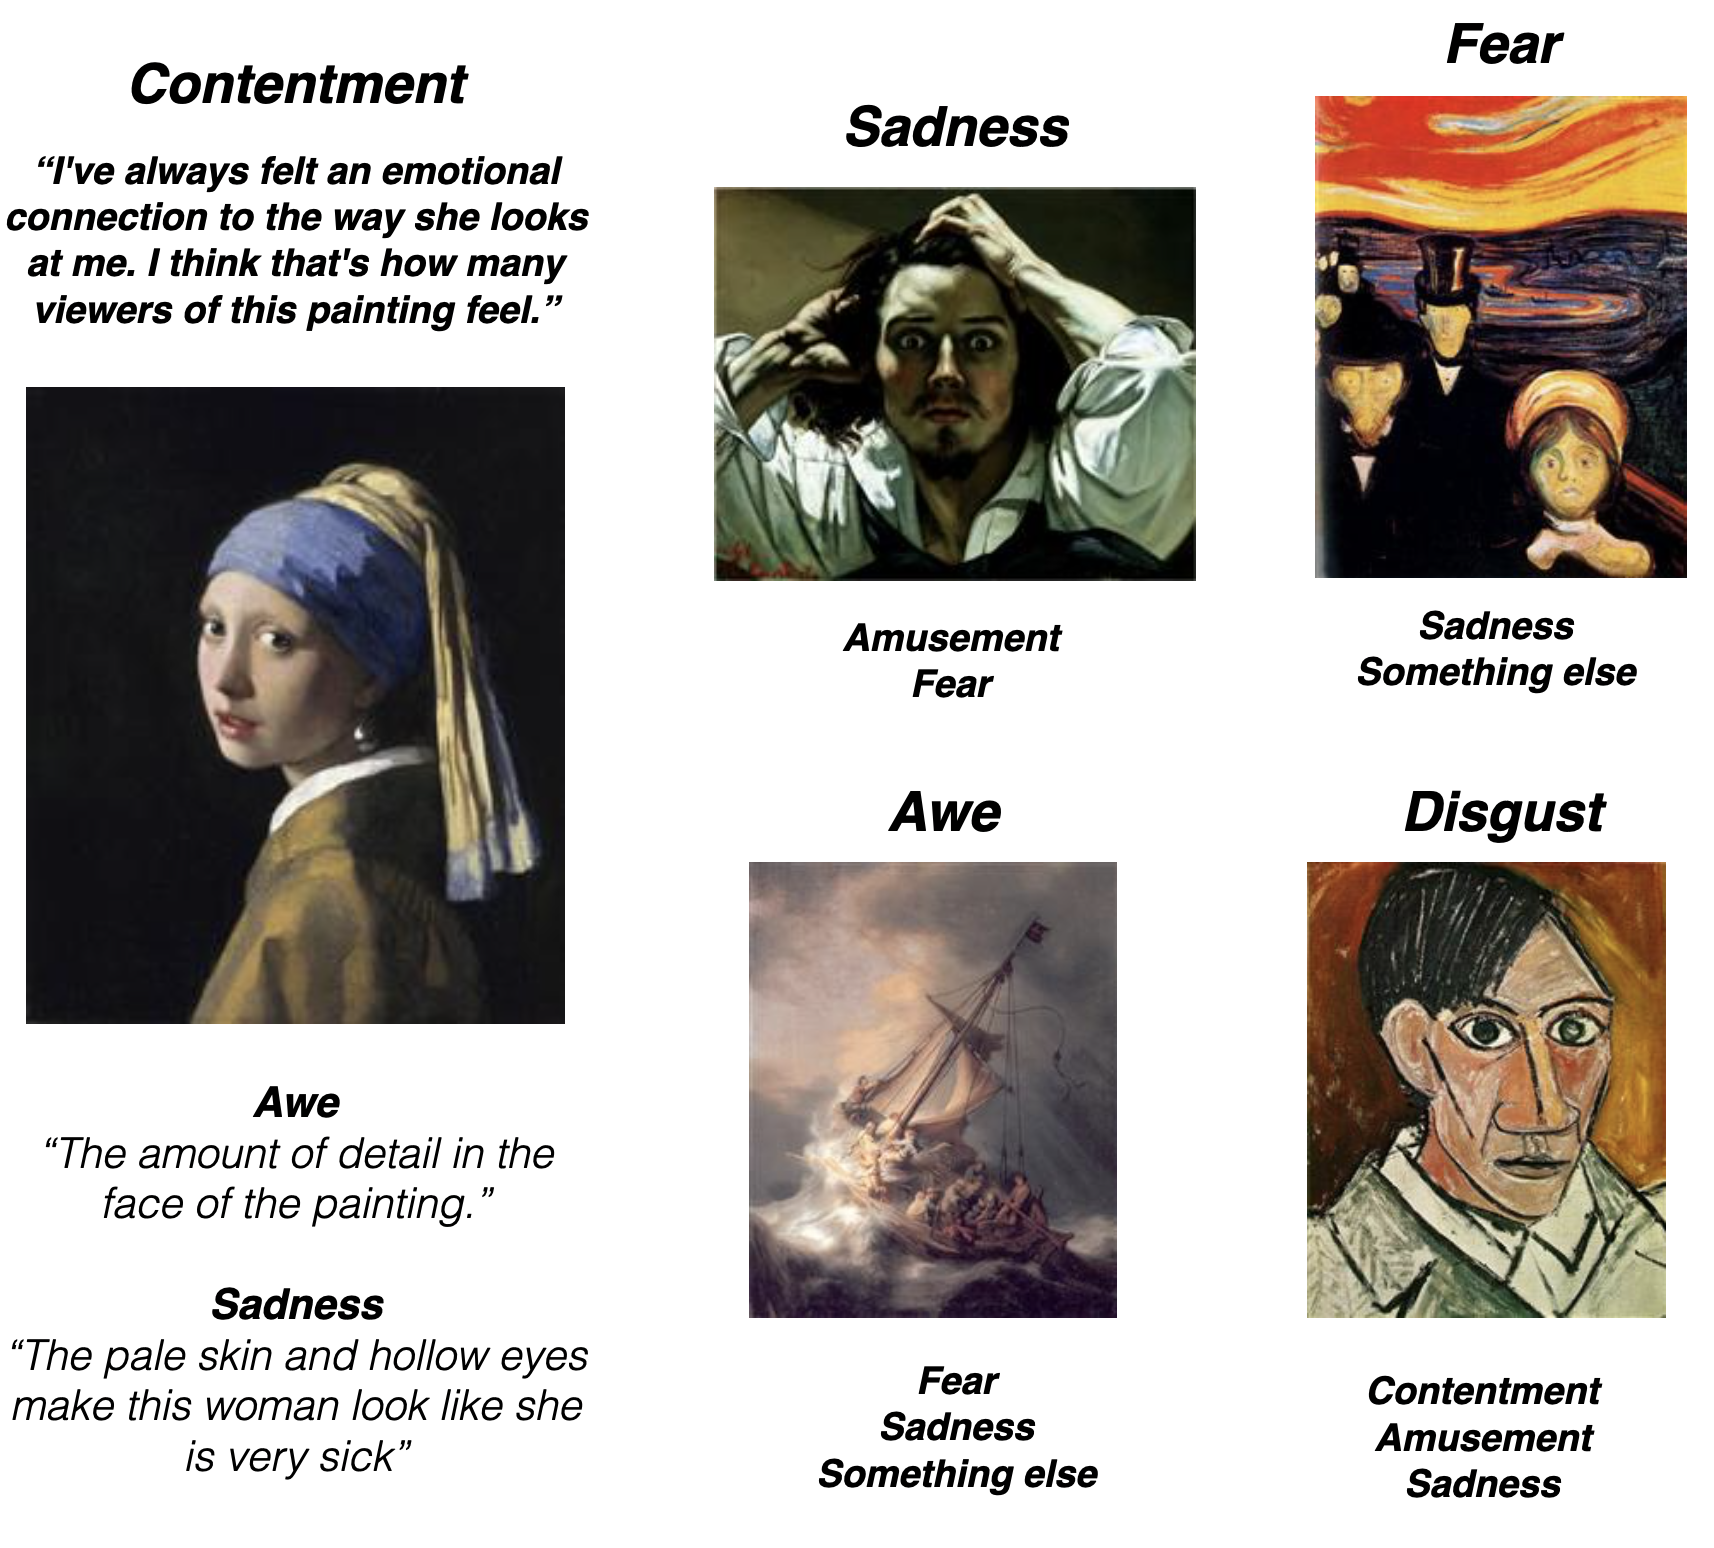 Contentment
“I've always felt an emotional
connection to the way she looks
at me. I think that's how many
viewers of this painting feel.”
Awe
“The amount of detail in the
face of the painting.”
Sadness
“The pale skin and hollow eyes
make this woman look like she
is very sick”
Sadness
Amusement
Fear
Fear
Sadness
Something else
Awe
Fear
Sadness
Something else
Disgust
Contentment
Amusement
Sadness